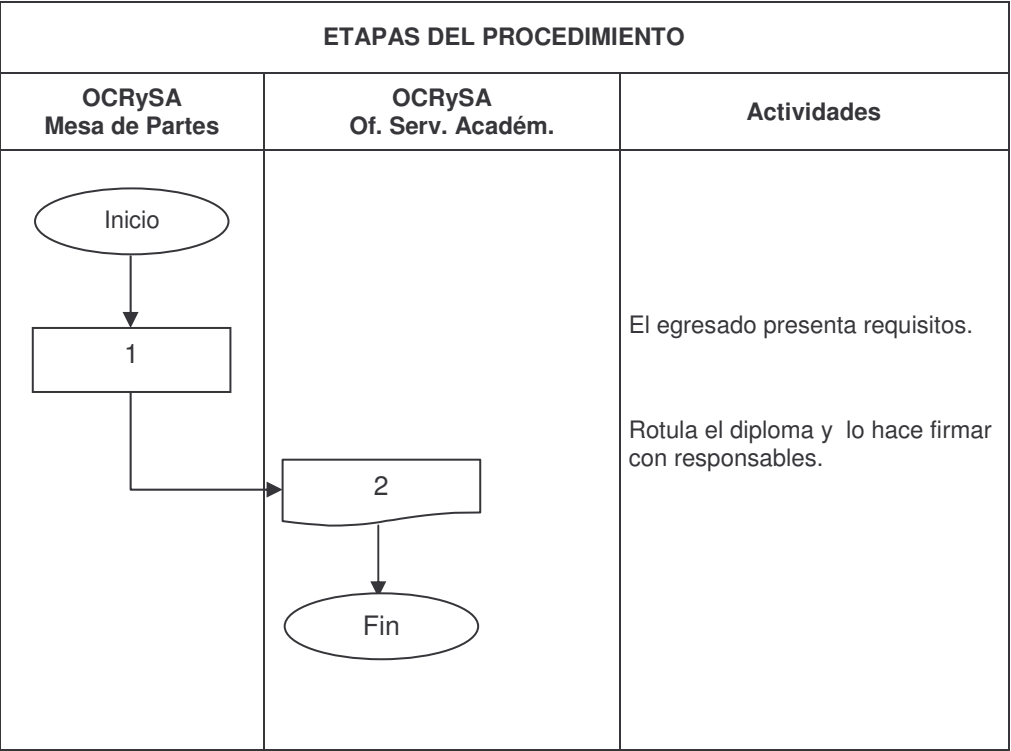 ETAPAS DEL PROCEDIMIENTO
OCRySA
Mesa de Partes
OCRySA
Of. Serv. Académ.
Actividades
Inicio
1
El egresado presenta requisitos.
Rotula el diploma y lo hace firmar
con responsables.
2
Fin